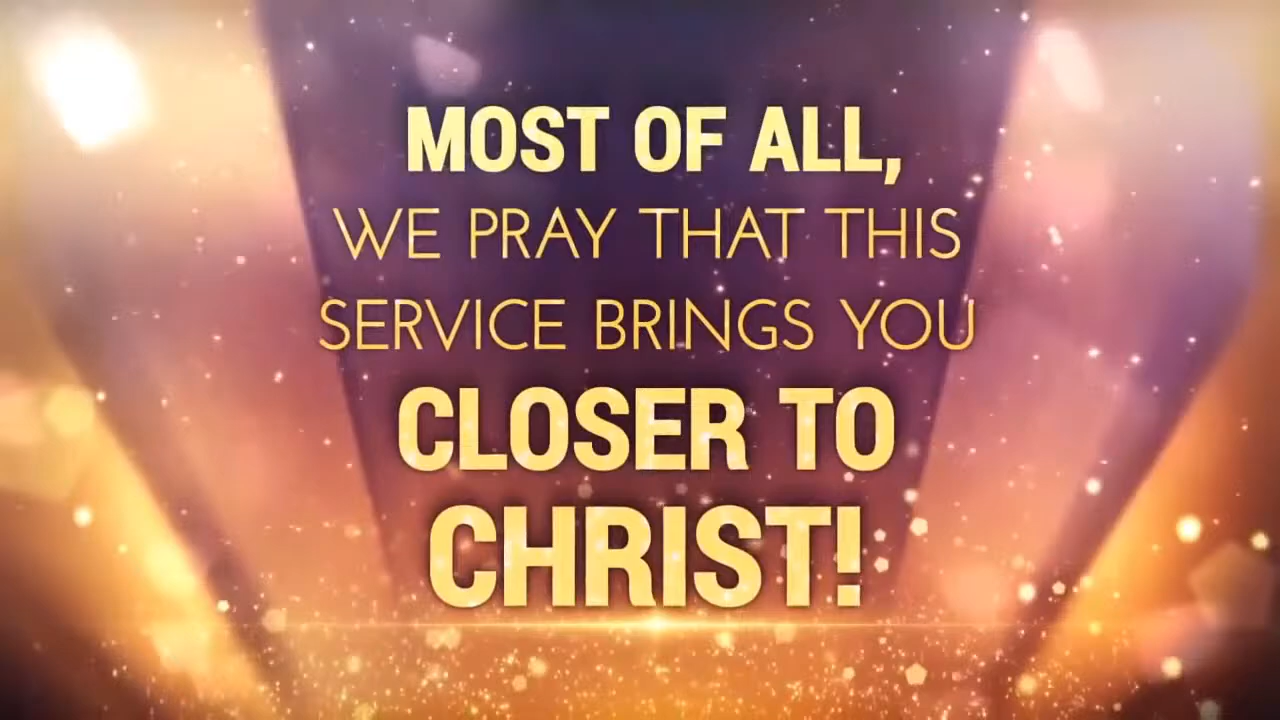 MOST OF ALL,
WE PRAY THAT THIS
SERVICE BRINGS YOU
CLOSER TO
CHRIST!